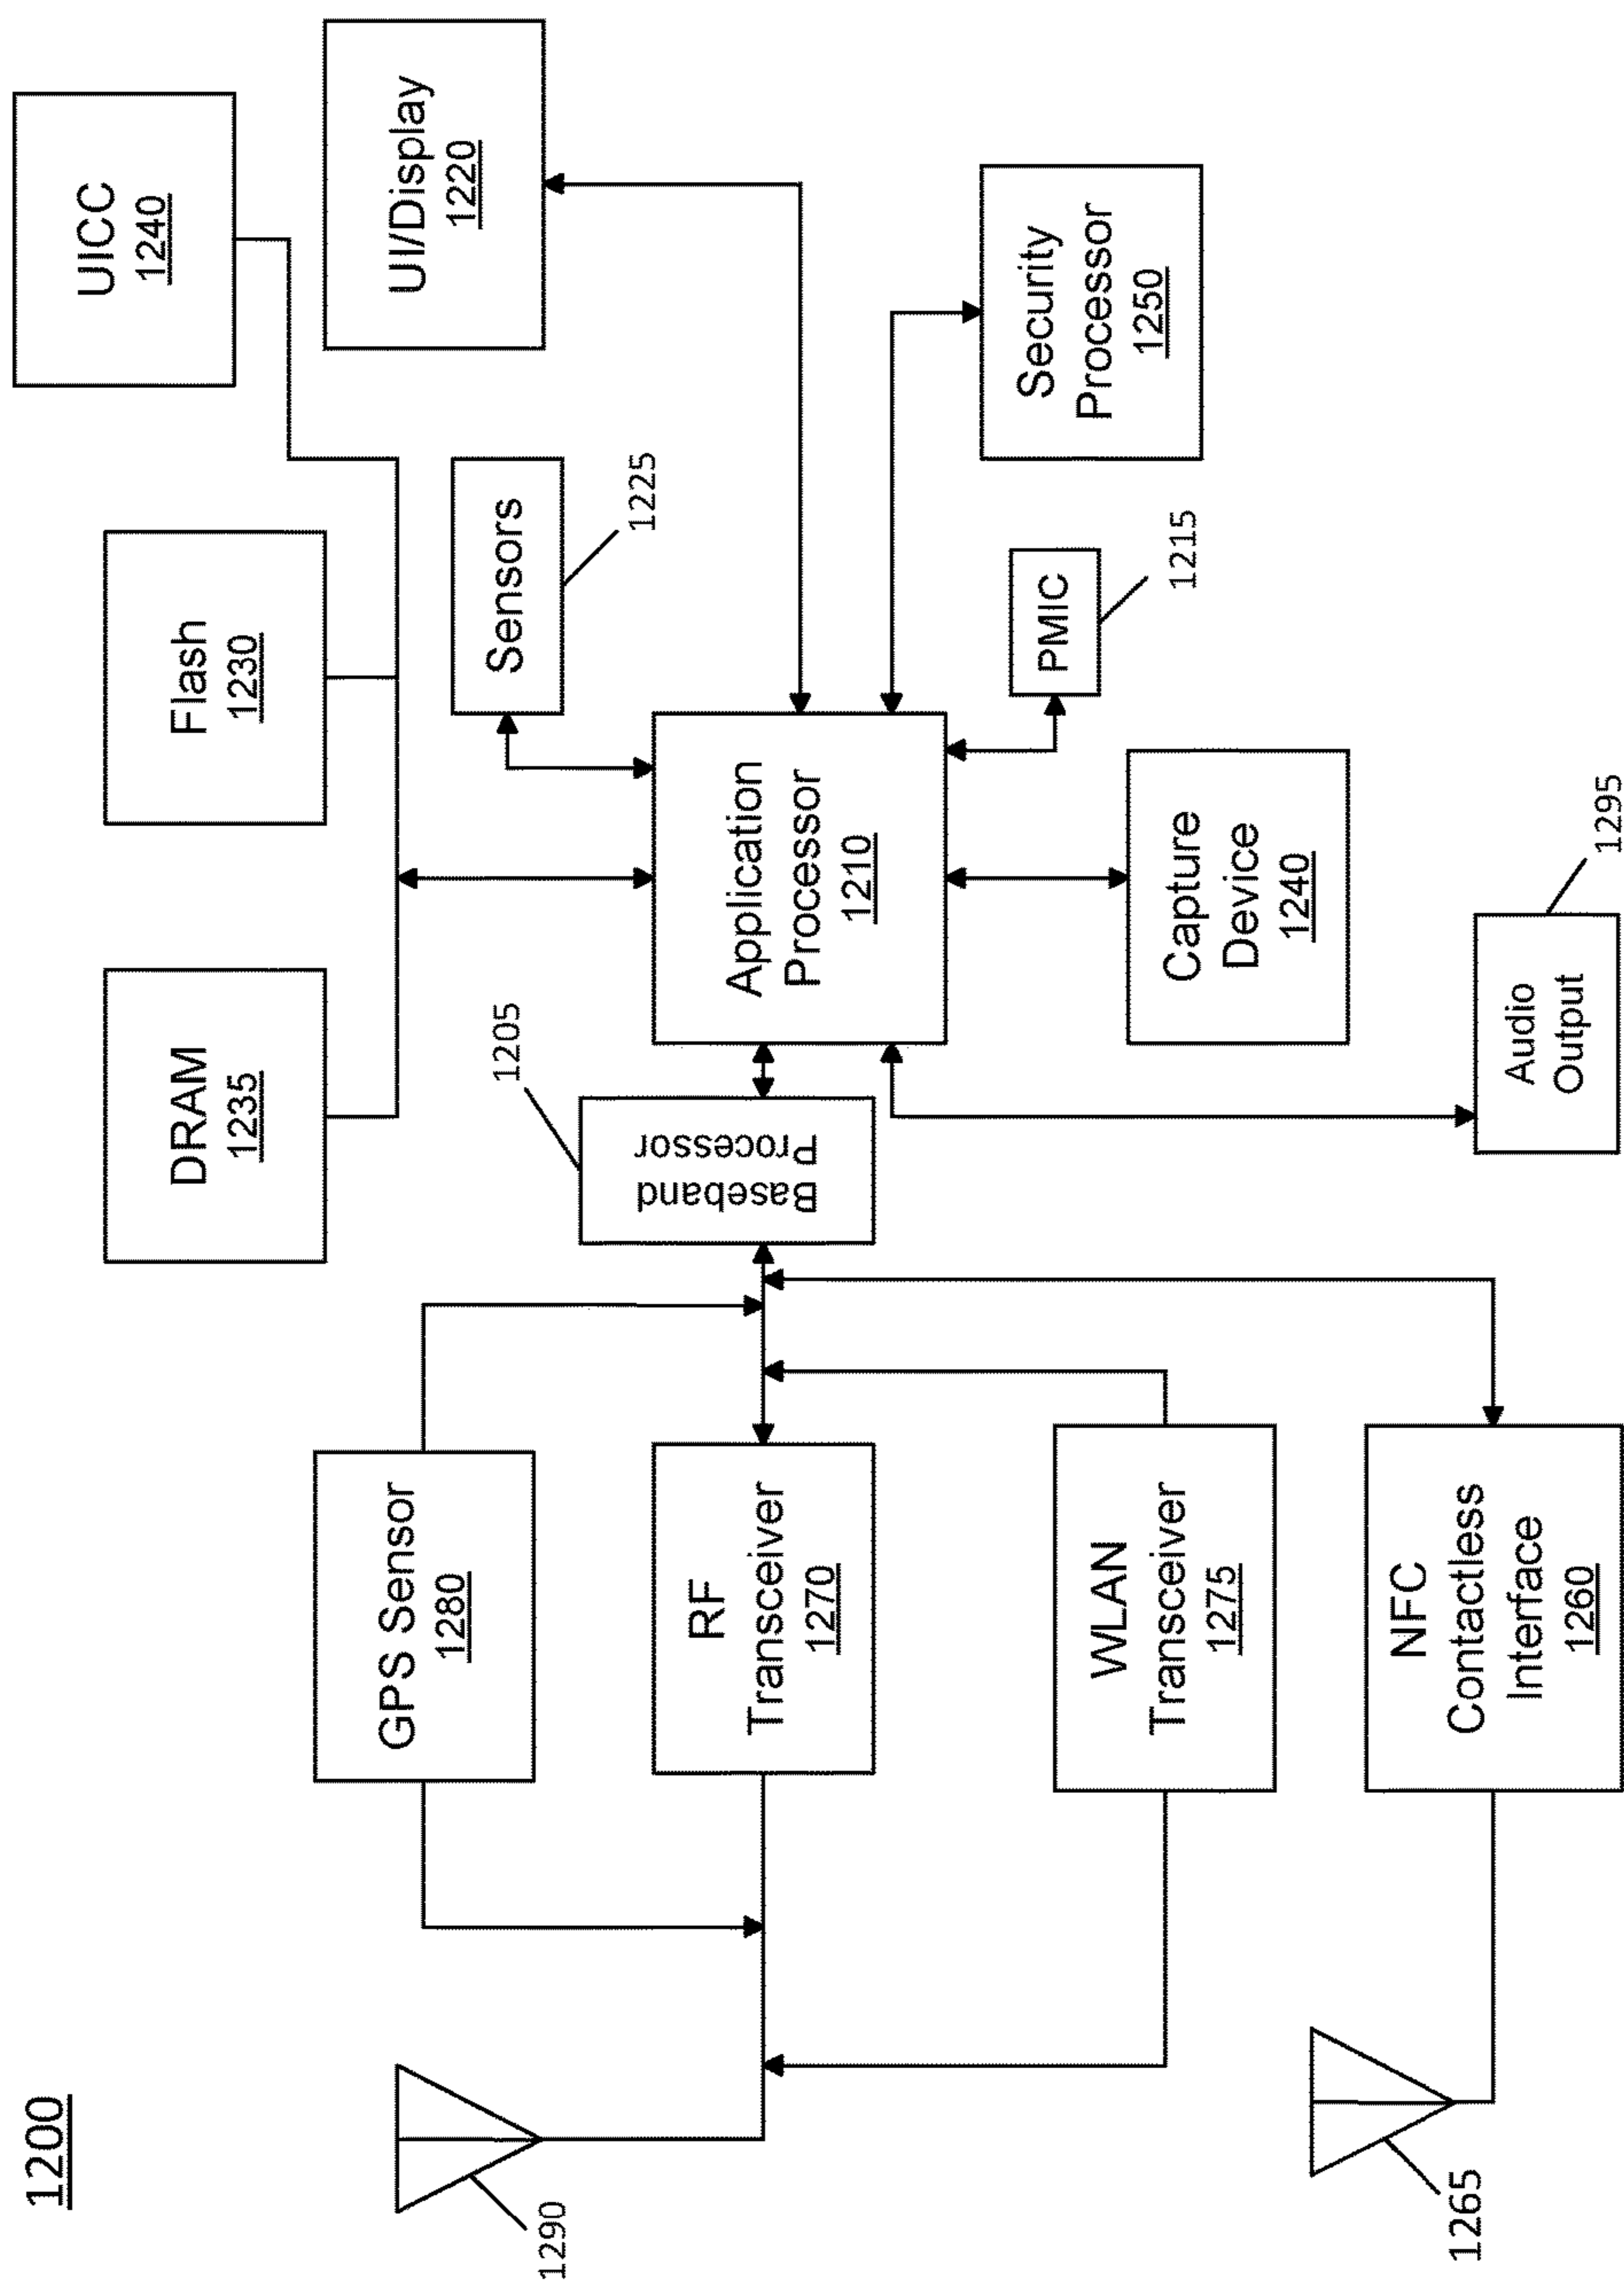 1200
UICC
1240
Flash
1230
DRAM
1235
UI/Display
1220
Sensors
1225
1205
GPS Sensor
1280
1290
Baseband
Processor
Application
Processor
1210
RF
Transceiver
1270
Security
Processor
1250
PMIC
1215
WLAN
Transceiver
1275
Capture
Device
1240
NFC
Contactless
Interface
1260
1265
Audio
Output
1295